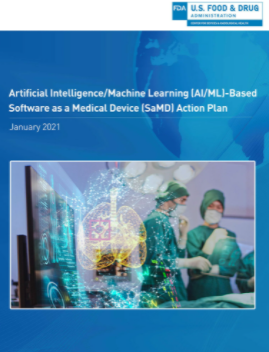 FDA U.S. FOOD & DRUG
ADMINISTRATION
Artificial Intelligence/Machine Learning (AI/ML)-Based
Software as a Medical Device (SaMD) Action Plan
January 2021